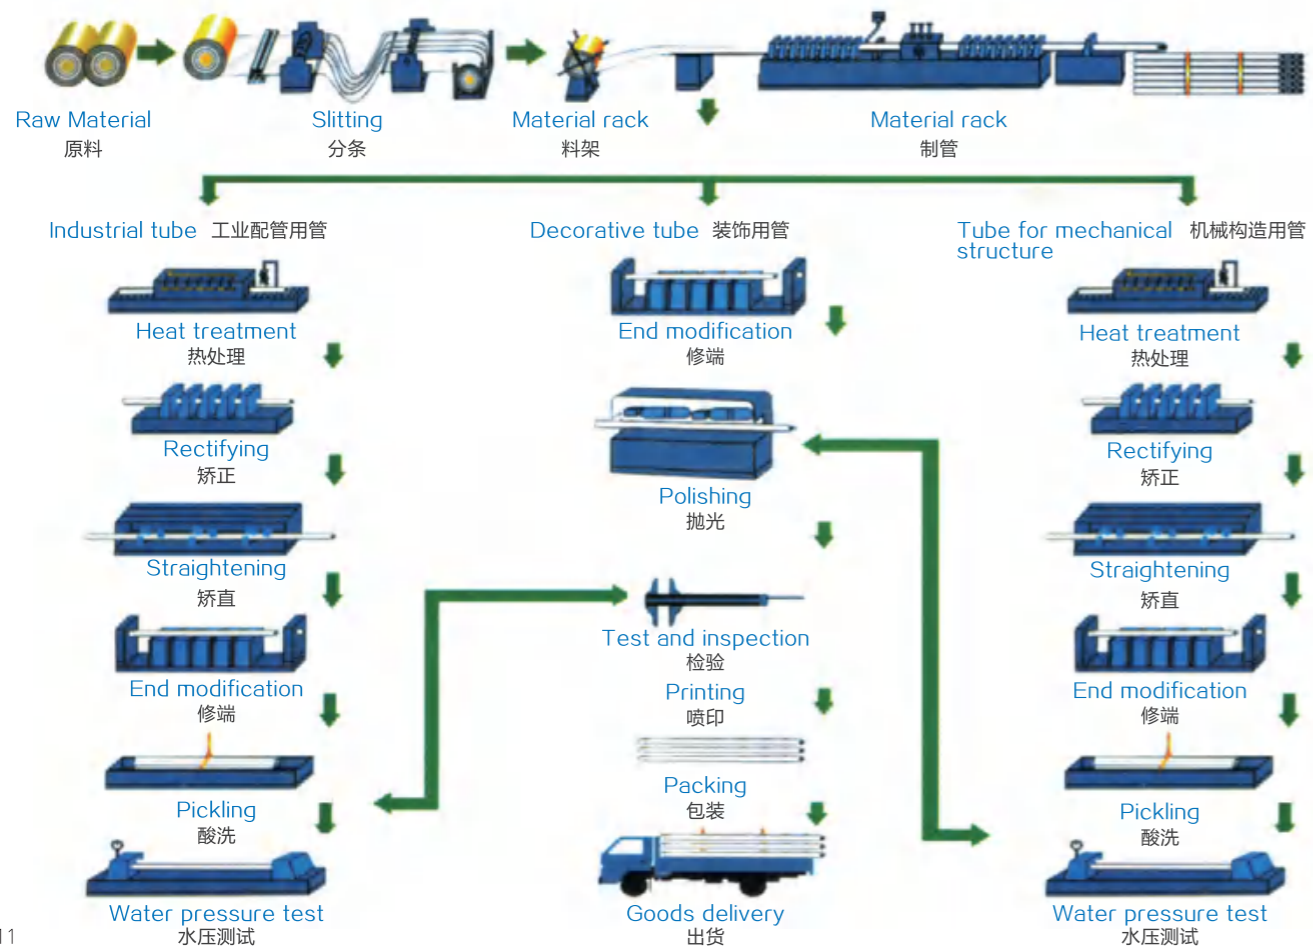 Raw Material
原料
Slitting
分条
Material rack
料架
Material rack
制管
Industrial tube 工业配管用管
Heat treatment
热处理
Rectifying
矫正
Straightening
矫直
End modification
修端
Pickling
酸洗
Water pressure test
水压测试
Decorative tube 装饰用管
End modification
修端
Polishing
抛光
Test and inspection
检验
Printing
喷印
Packing
包装
Goods delivery
出货
Tube for mechanical 机械构造用管
structure
Heat treatment
热处理
Rectifying
矫正
Straightening
矫直
End modification
修端
Pickling
酸洗
Water pressure test
水压测试
11